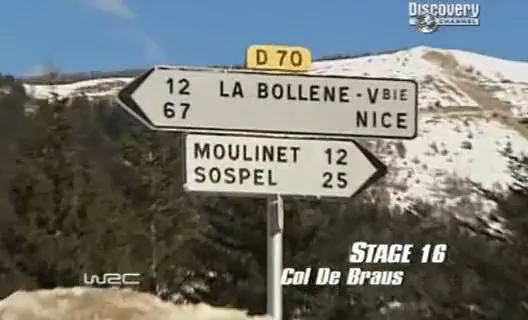 Discovery
CHANNEL
D 70
12 LA BOLLENE - VBIE
67 NICE
MOULINET 12
SOSPEL 25
STAGE 16
Col De Braus
WRC